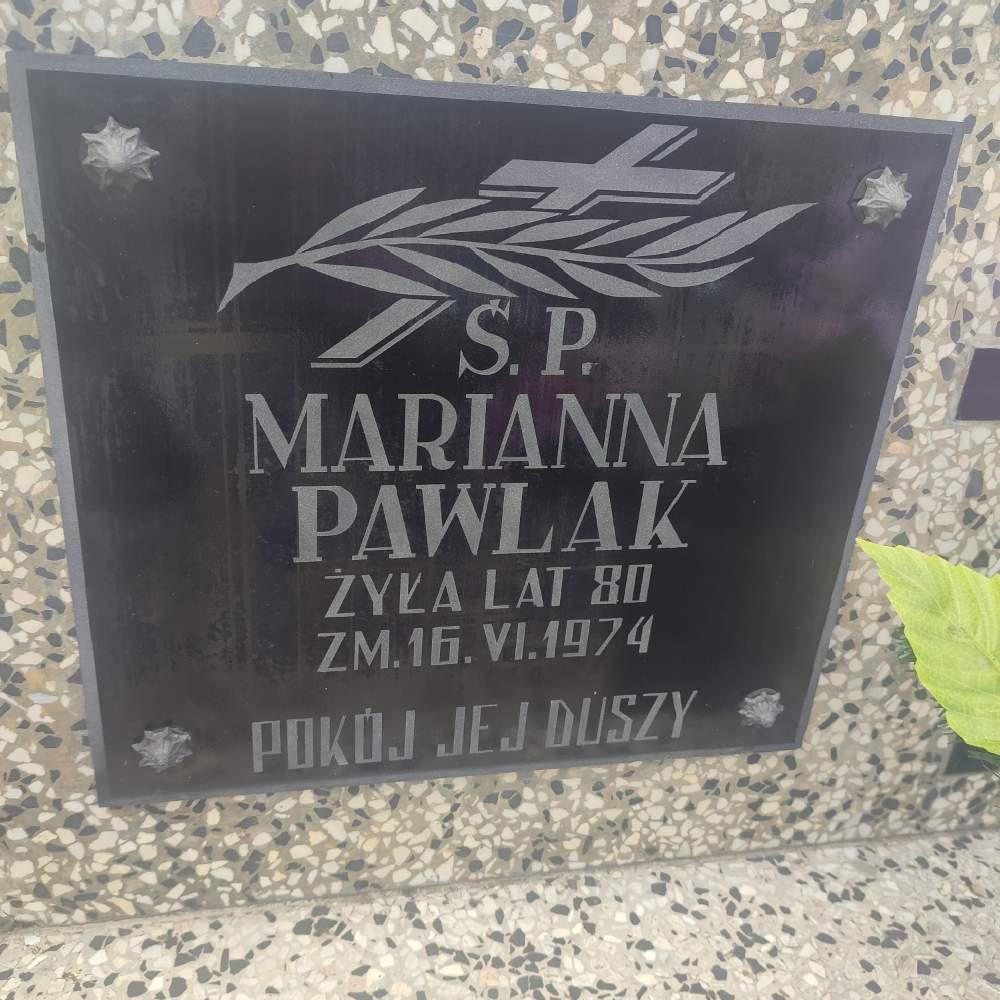 Ś. P.
MARIANNA
PAWLAK
ŻYŁA LAT 80
ZM. 16. VI. 1974
POKÓJ JEJ DUSZY